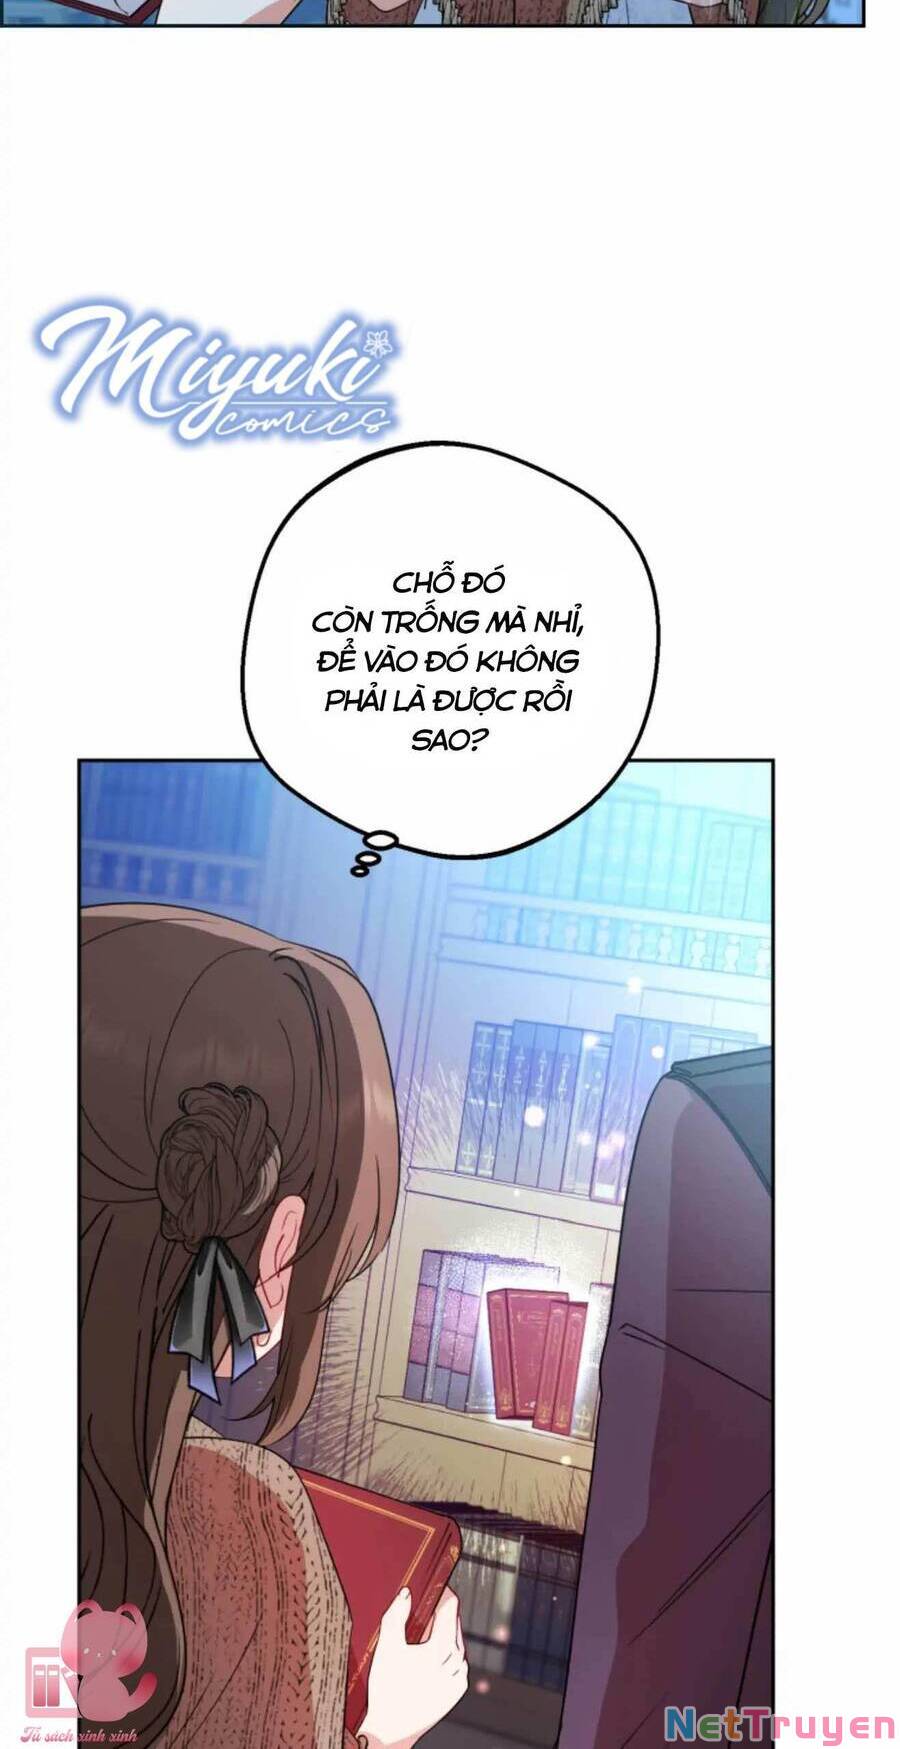 Miyuki
comics
CHỖ ĐÓ
CÒN TRỐNG MÀ NHỈ,
ĐỂ VÀO ĐÓ KHÔNG
PHẢI LÀ ĐƯỢC RỒI
SAO?
Tủ sách xinh xinh
NetTruyen